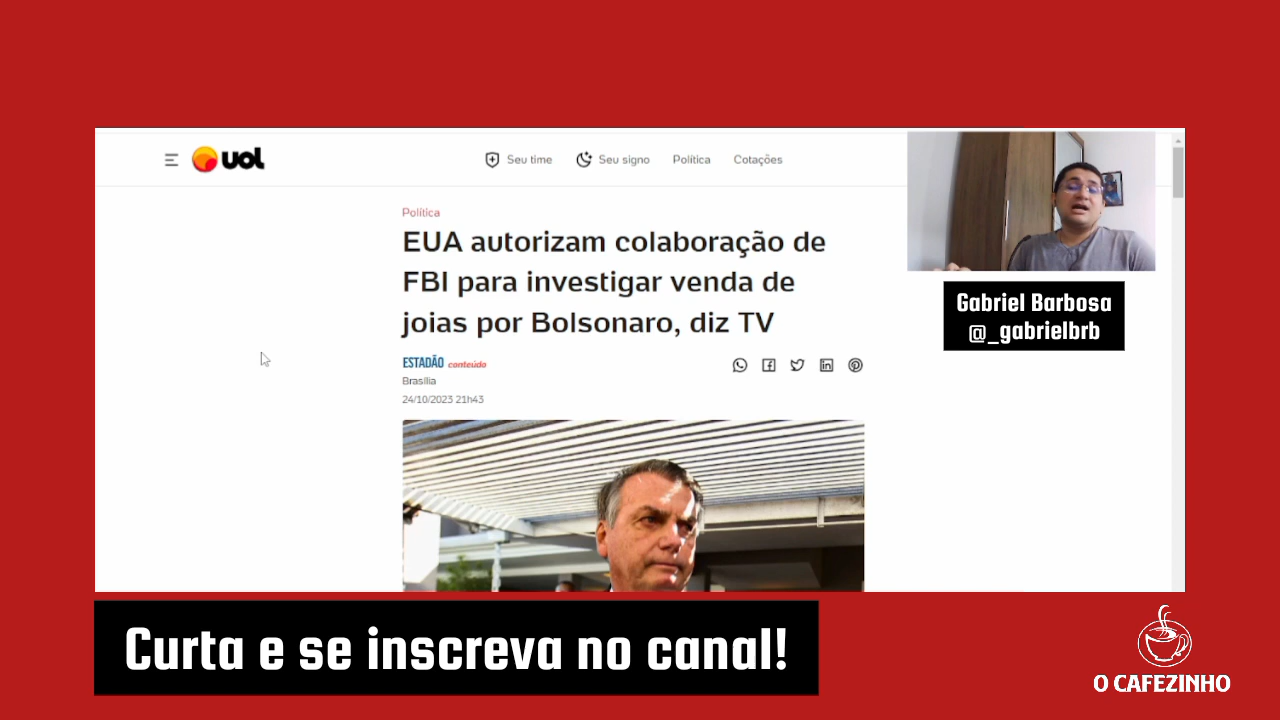 uol
Seu time
Seu signo
Política
Cotações
Política
EUA autorizam colaboração de
FBI para investigar venda de
joias por Bolsonaro, diz TV
ESTADÃO conteúdo
Brasília
24/10/2023 21h43
Gabriel Barbosa
@_gabrielbrb
Curta e se inscreva no canal!
O CAFEZINHO